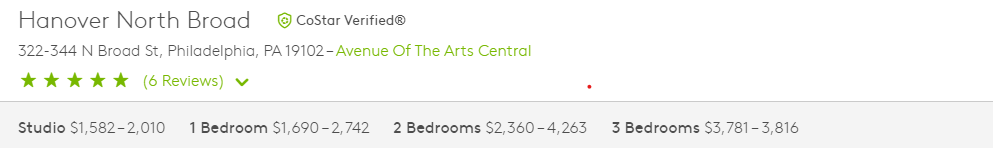 Hanover North Broad CoStar Verified®
322-344 N Broad St, Philadelphia, PA 19102 – Avenue Of The Arts Central
(6 Reviews)
Studio $1,582 – 2,010 1 Bedroom $1,690 – 2,742 2 Bedrooms $2,360 – 4,263 3 Bedrooms $3,781 – 3,816